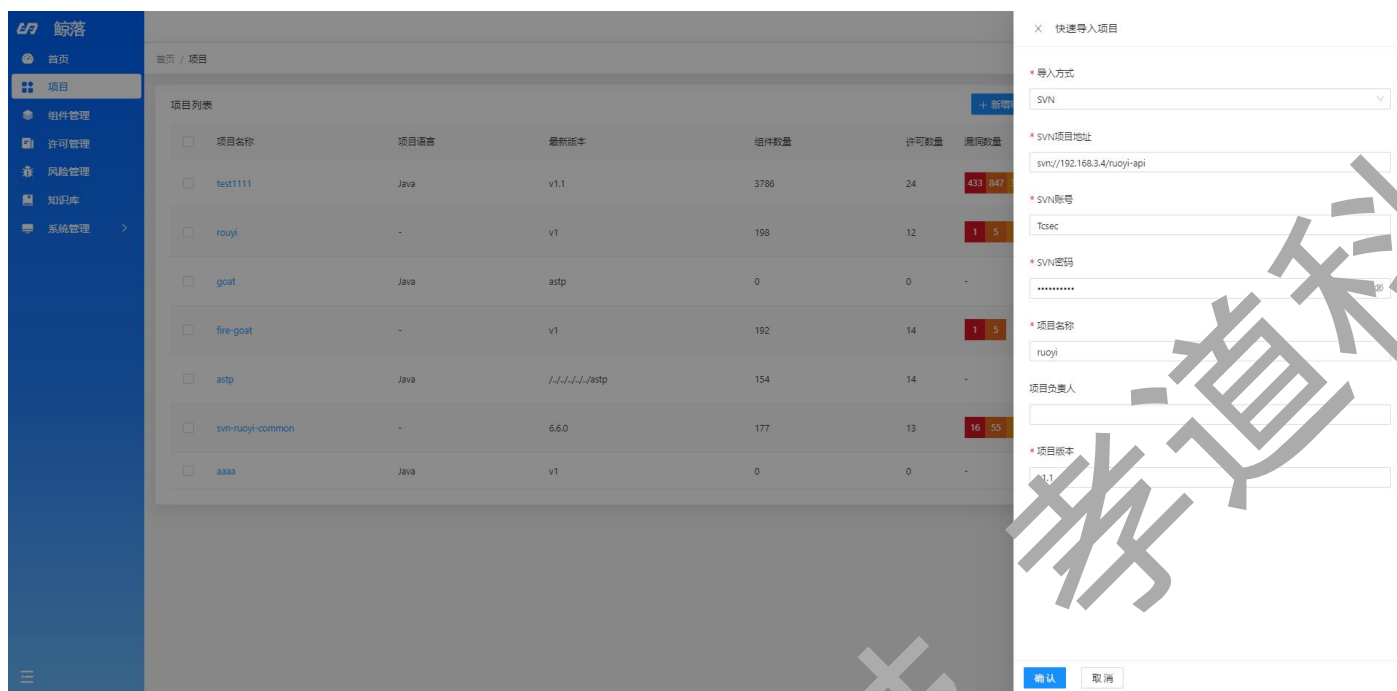 鲸落
首页
项目
组件管理
许可管理
风险管理
知识库
系统管理
首页 / 项目
项目列表
+ 新增
项目名称 项目语言 最新版本 组件数量 许可数量 漏洞数量
test1111 Java v1.1 3786 24 433 847
rouyi - v1 198 12 1 5
goat Java astp 0 0 -
fire-goat - v1 192 14 1 5
astp Java /../../../../../astp 154 14 -
svn-ruoyi-common - 6.6.0 177 13 16 55
aaaa Java v1 0 0 -
快速导入项目
* 导入方式
SVN
* SVN项目地址
svn://192.168.3.4/ruoyi-api
* SVN账号
Tcsec
* SVN密码
••••••••••
* 项目名称
ruoyi
项目负责人
* 项目版本
v1.1
确认 取消
孝道科